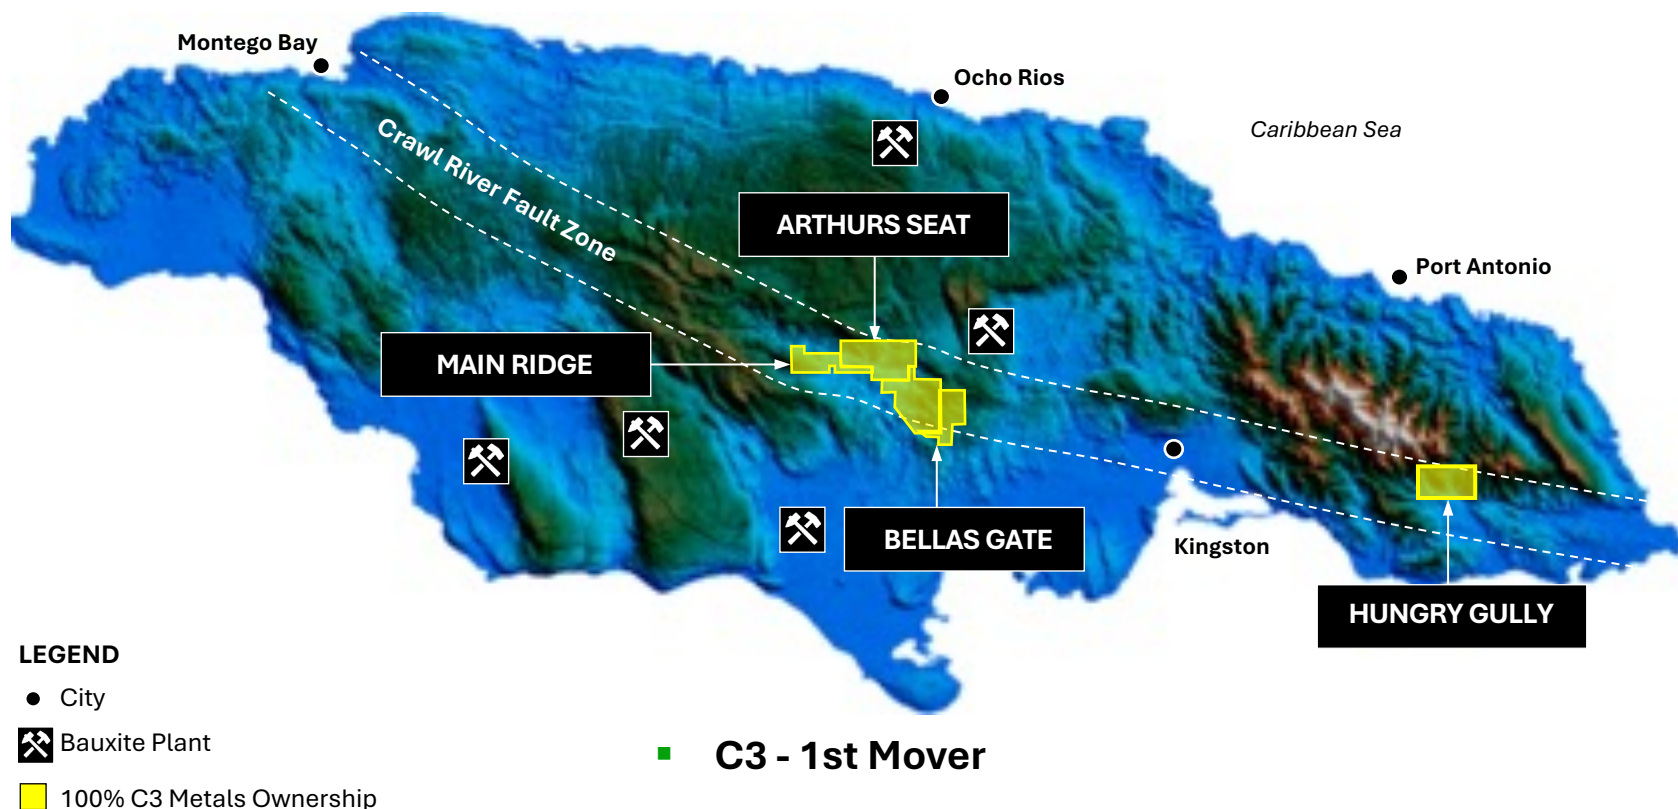 Montego Bay
Ocho Rios
Caribbean Sea
Crawl River Fault Zone
ARTHURS SEAT
Port Antonio
MAIN RIDGE
BELLAS GATE
Kingston
HUNGRY GULLY
LEGEND
City
Bauxite Plant
100% C3 Metals Ownership
C3 - 1st Mover